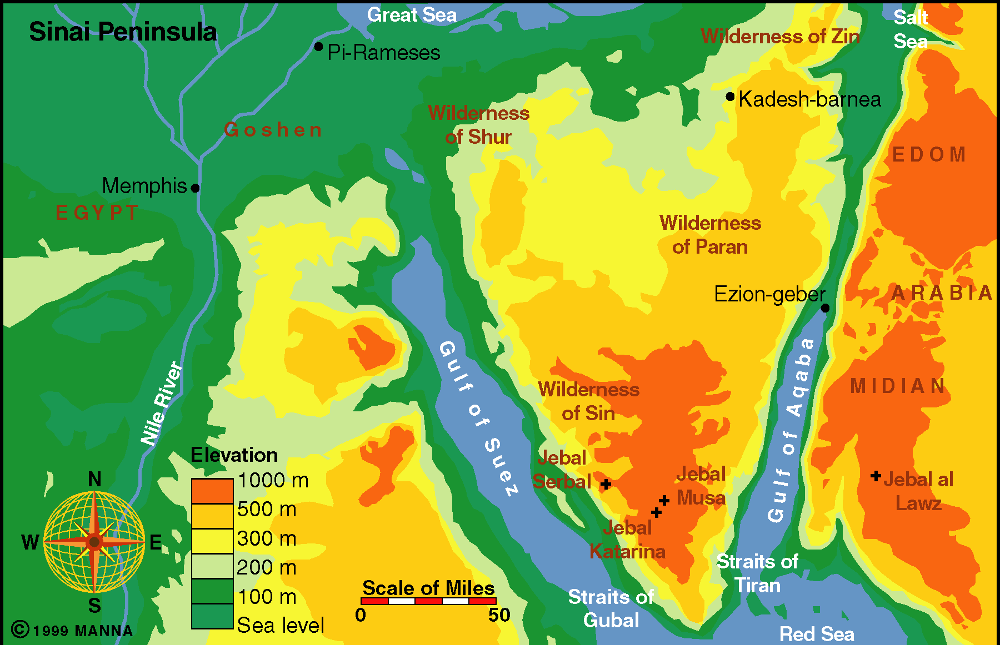 Sinai Peninsula
Great Sea
Salt
Sea
Wilderness of Zin
Pi-Rameses
Kadesh-barnea
Wilderness
of Shur
Goshen
EDOM
Memphis
EGYPT
Wilderness
of Paran
Ezion-geber
ARABIA
Gulf of Suez
Gulf of Aqaba
Nile River
Wilderness
of Sin
MIDIAN
Jebal
Serbal
Jebal
Musa
Jebal al
Lawz
Jebal
Katarina
Elevation
1000 m
500 m
300 m
200 m
100 m
Sea level
N
W
E
S
Straits of
Tiran
Scale of Miles
0
50
Straits of
Gubal
Red Sea
© 1999 MANNA